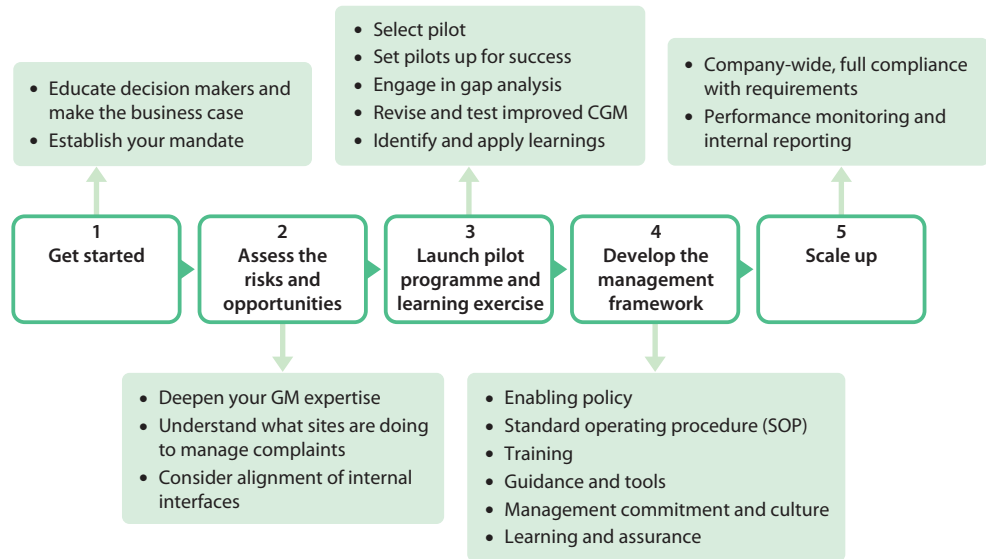 • Educate decision makers and
make the business case
• Establish your mandate
• Select pilot
• Set pilots up for success
• Engage in gap analysis
• Revise and test improved CGM
• Identify and apply learnings
• Company-wide, full compliance
with requirements
• Performance monitoring and
internal reporting
1
Get started
2
Assess the
risks and
opportunities
3
Launch pilot
programme and
learning exercise
4
Develop the
management
framework
5
Scale up
• Deepen your GM expertise
• Understand what sites are doing
to manage complaints
• Consider alignment of internal
interfaces
• Enabling policy
• Standard operating procedure (SOP)
• Training
• Guidance and tools
• Management commitment and culture
• Learning and assurance